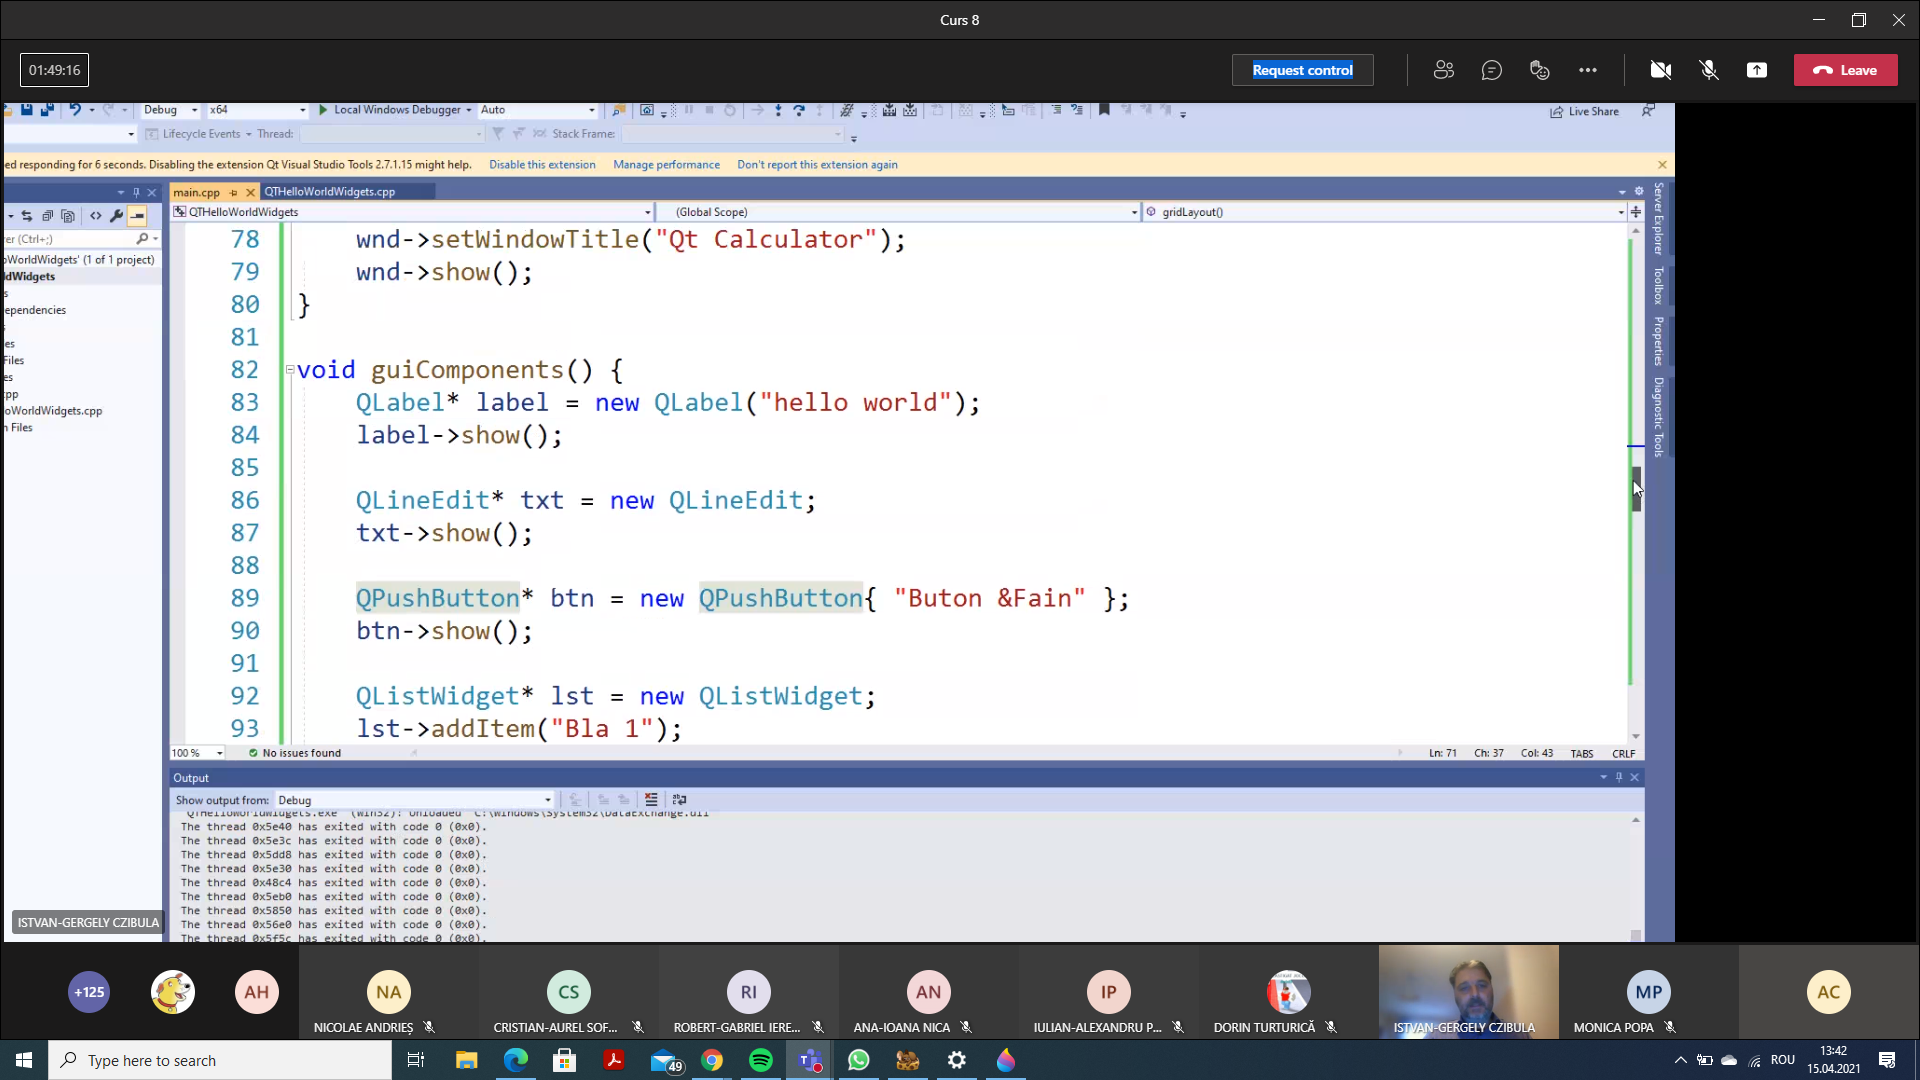 Curs 8
01:49:16
Request control
Leave
Debug
x64
Local Windows Debugger
Auto
Live Share
Lifecycle Events
Thread:
Stack Frame:
ed responding for 6 seconds. Disabling the extension Qt Visual Studio Tools 2.7.1.15 might help.
Disable this extension
Manage performance
Don't report this extension again
main.cpp
QTHelloWorldWidgets.cpp
QTHelloWorldWidgets
(Global Scope)
gridLayout()
rer (Ctrl+;)
oWorldWidgets' (1 of 1 project)
ldWidgets
s
ependencies
s
es
Files
es
cpp
oWorldWidgets.cpp
n Files
78 wnd->setWindowTitle("Qt Calculator");
79 wnd->show();
80 }
81
82 void guiComponents() {
83 QLabel* label = new QLabel("hello world");
84 label->show();
85
86 QLineEdit* txt = new QLineEdit;
87 txt->show();
88
89 QPushButton* btn = new QPushButton{ "Buton &Fain" };
90 btn->show();
91
92 QListWidget* lst = new QListWidget;
93 lst->addItem("Bla 1");
Server Explorer
Toolbox
Properties
Diagnostic Tools
100 %
No issues found
Ln: 71
Ch: 37
Col: 43
TABS
CRLF
Output
Show output from:
Debug
'QTHelloWorldWidgets.exe' (Win32): Unloaded 'C:\Windows\System32\DataExchange.dll'
The thread 0x5e40 has exited with code 0 (0x0).
The thread 0x5e3c has exited with code 0 (0x0).
The thread 0x5dd8 has exited with code 0 (0x0).
The thread 0x5e30 has exited with code 0 (0x0).
The thread 0x48c4 has exited with code 0 (0x0).
The thread 0x5eb0 has exited with code 0 (0x0).
The thread 0x5850 has exited with code 0 (0x0).
The thread 0x56e0 has exited with code 0 (0x0).
The thread 0x5f5c has exited with code 0 (0x0).
ISTVAN-GERGELY CZIBULA
+125
AH
NA
CS
RI
AN
IP
MP
AC
NICOLAE ANDRIEȘ
CRISTIAN-AUREL SOF...
ROBERT-GABRIEL IERE...
ANA-IOANA NICA
IULIAN-ALEXANDRU P...
DORIN TURTURICĂ
ISTVAN-GERGELY CZIBULA
MONICA POPA
Type here to search
49
ROU
13:42
15.04.2021